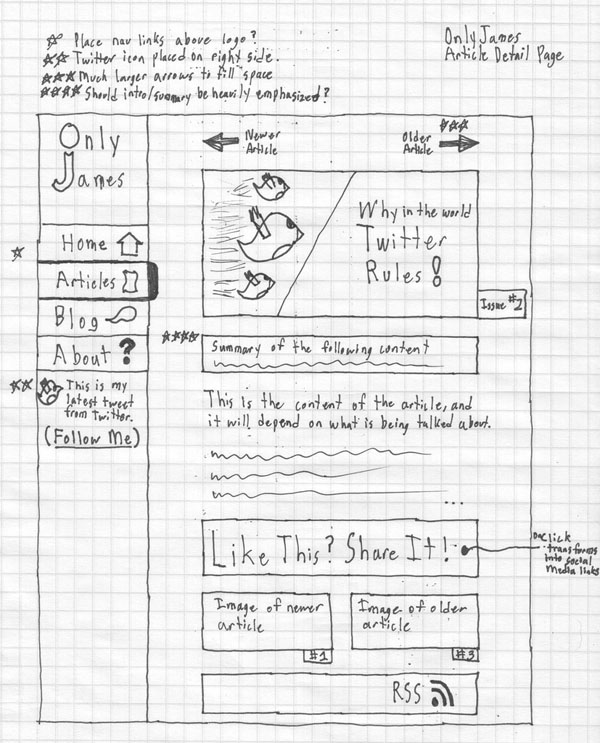 ☆ Place nav links above logo?
☆☆ Twitter icon placed on right side.
☆☆☆ Much larger arrows to fill space
☆☆☆☆ Should intro/summary be heavily emphasized?
Only James
Article Detail Page
Only
James
Newer
Article
☆☆☆
Older
Article
Why in the world
Twitter
Rules!
Issue #2
☆
Home
Articles
Blog
About ?
☆☆
This is my
latest tweet
from Twitter.
(Follow Me)
☆☆☆☆
Summary of the following content
This is the content of the article, and
it will depend on what is being talked about.
...
Like This? Share It!
onclick
transforms
into social
media links
Image of newer
article
#1
Image of older
article
#3
RSS